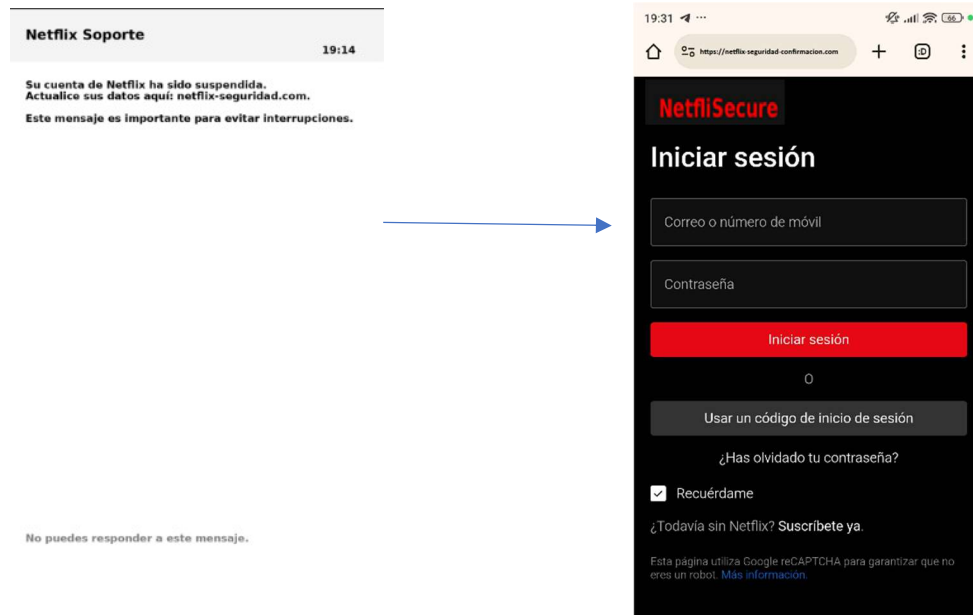 Netflix Soporte
19:14
Su cuenta de Netflix ha sido suspendida.
Actualice sus datos aquí: netflix-seguridad.com.
Este mensaje es importante para evitar interrupciones.
No puedes responder a este mensaje.
19:31
66
https://netflix-seguridad-confirmacion.com
:D
NetfliSecure
Iniciar sesión
Correo o número de móvil
Contraseña
Iniciar sesión
O
Usar un código de inicio de sesión
¿Has olvidado tu contraseña?
Recuérdame
¿Todavía sin Netflix? Suscríbete ya.
Esta página utiliza Google reCAPTCHA para garantizar que no
eres un robot. Más información.